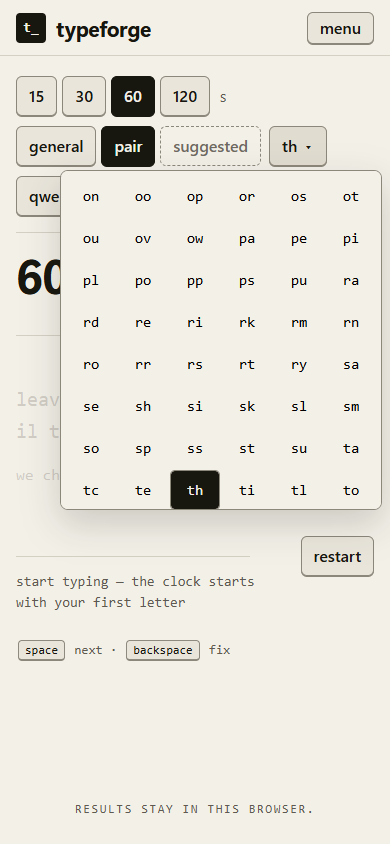 t_ typeforge menu
15 30 60 120 s
general pair suggested th
on oo op or os ot
ou ov ow pa pe pi
pl po pp ps pu ra
rd re ri rk rm rn
ro rr rs rt ry sa
se sh si sk sl sm
so sp ss st su ta
tc te th ti tl to
qwe
60
leav
il t
we ch
restart
start typing — the clock starts
with your first letter
space next · backspace fix
RESULTS STAY IN THIS BROWSER.